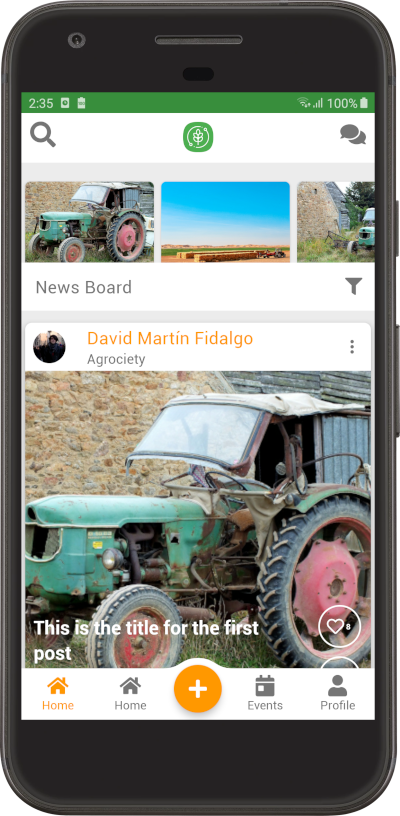 2:35 100%
News Board
David Martín Fidalgo
Agrociety
This is the title for the first
post
8
Home Home Events Profile